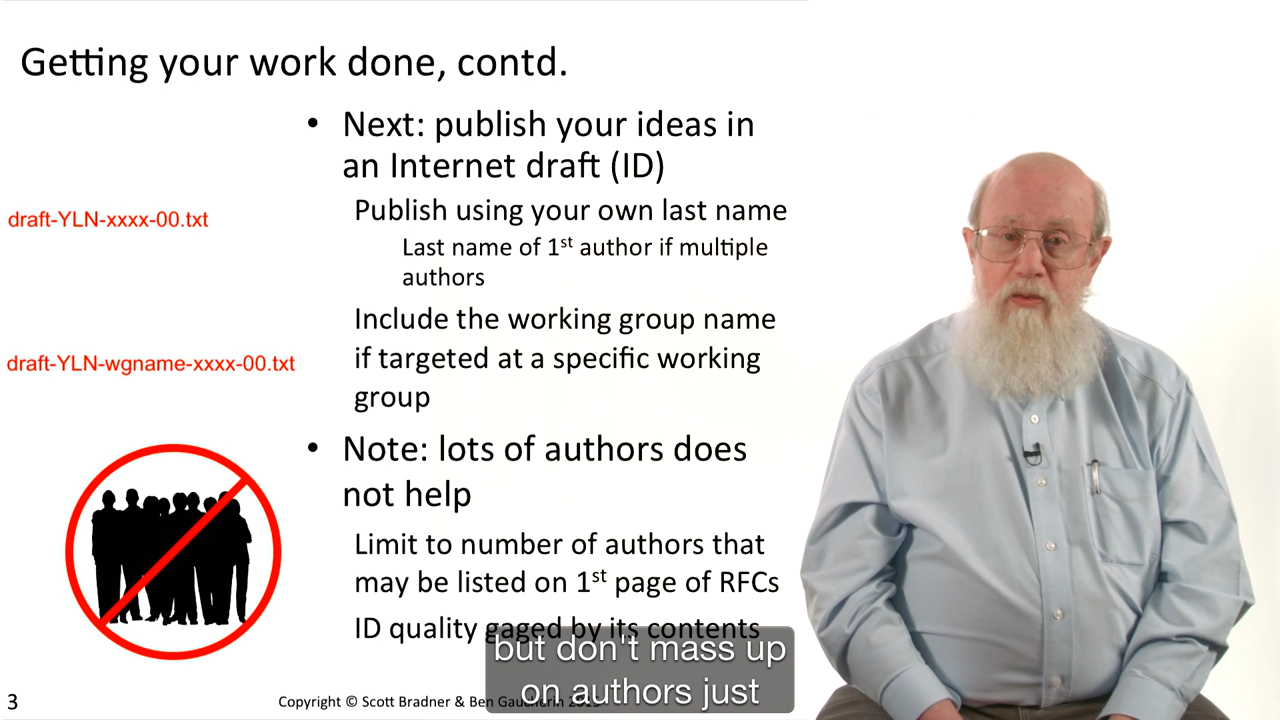 Getting your work done, contd.
• Next: publish your ideas in
an Internet draft (ID)
draft-YLN-xxxx-00.txt
Publish using your own last name
Last name of 1st author if multiple
authors
Include the working group name
draft-YLN-wgname-xxxx-00.txt
if targeted at a specific working
group
• Note: lots of authors does
not help
Limit to number of authors that
may be listed on 1st page of RFCs
ID quality gaged by its contents
but don't mass up
on authors just
3
Copyright © Scott Bradner & Ben Gaucherin